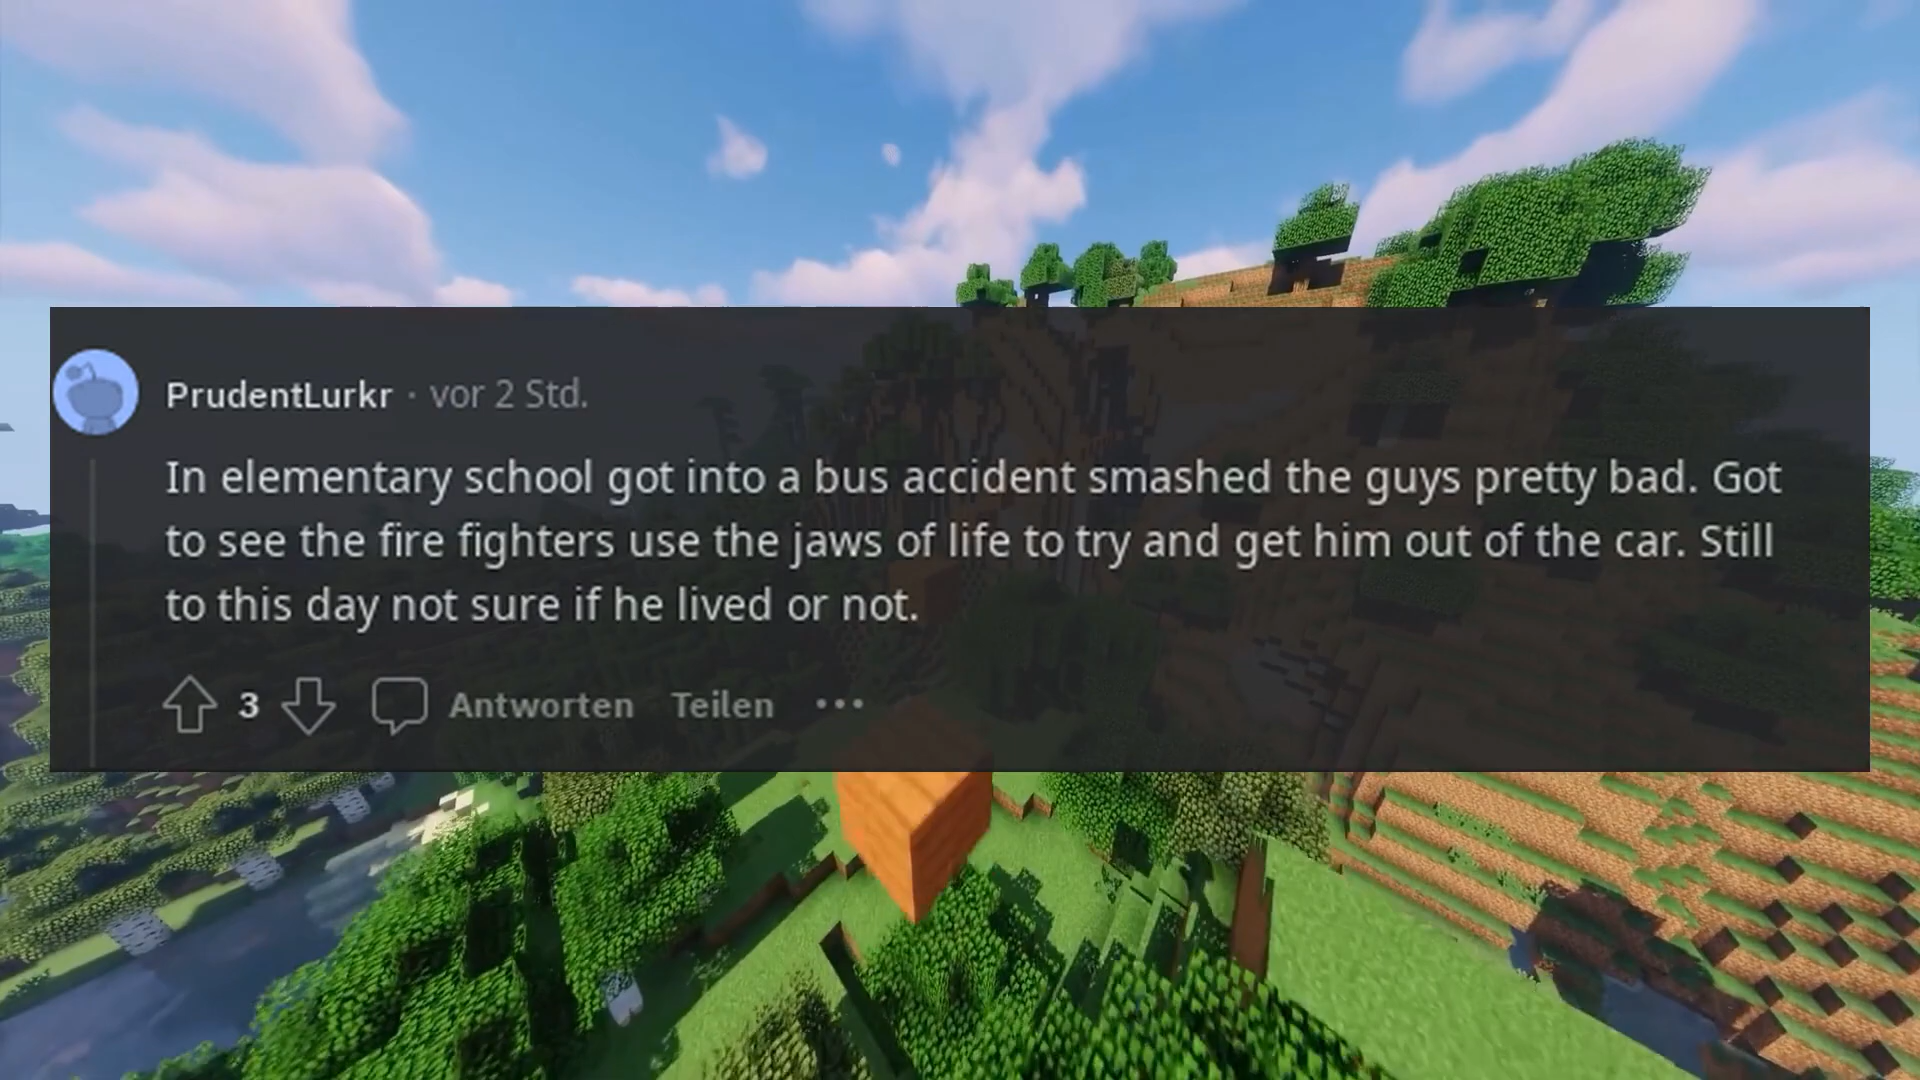 PrudentLurkr · vor 2 Std.
In elementary school got into a bus accident smashed the guys pretty bad. Got
to see the fire fighters use the jaws of life to try and get him out of the car. Still
to this day not sure if he lived or not.
3 Antworten Teilen •••